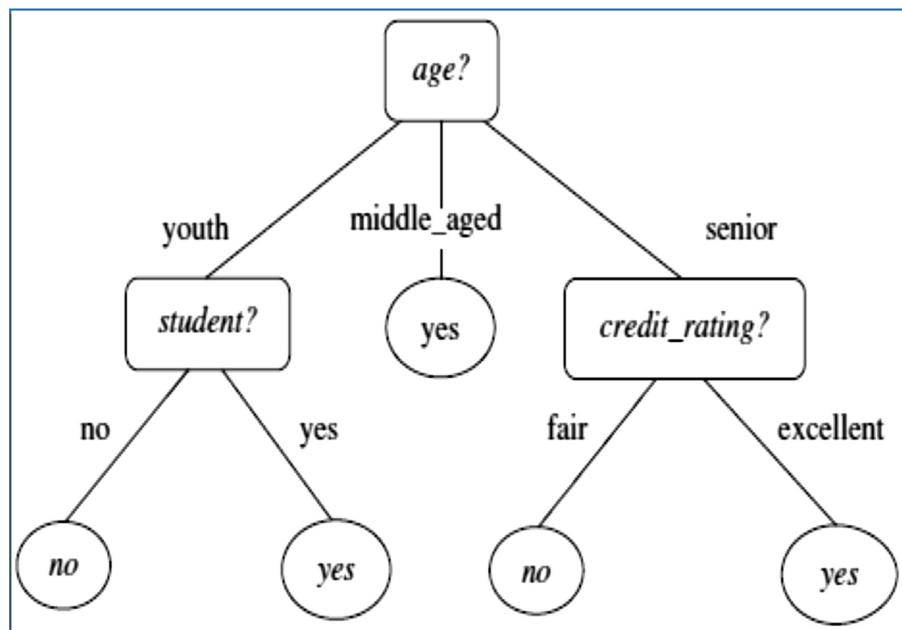 age?
youth
middle_aged
senior
student?
yes
credit_rating?
no
yes
fair
excellent
no
yes
no
yes